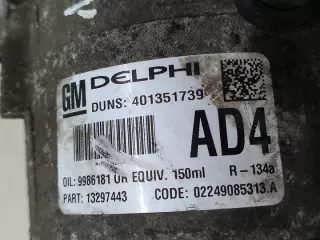 GM DELPHI
DUNS: 401351739
AD4
OIL: 9986181 OR EQUIV. 150ml R-134a
PART: 13297443 CODE: 02249085313.A